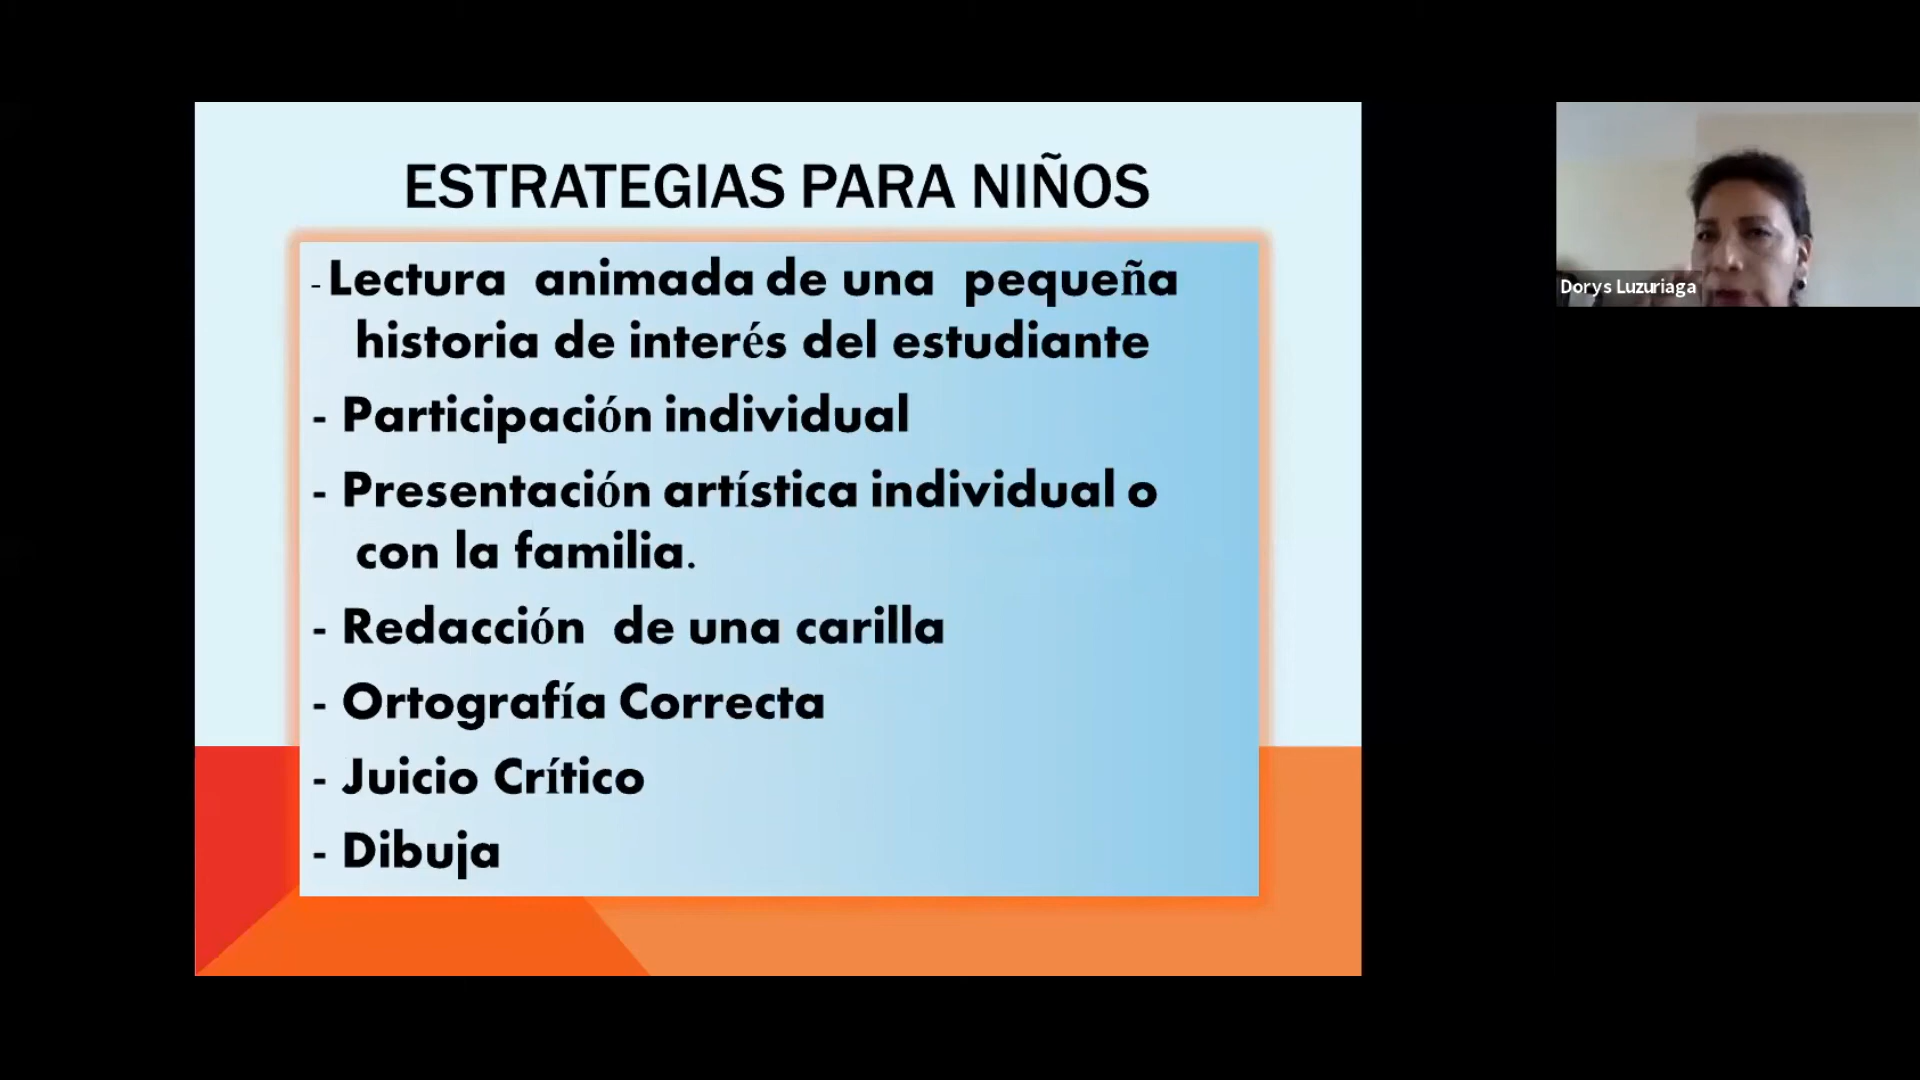 ESTRATEGIAS PARA NIÑOS
- Lectura animada de una pequeña
historia de interés del estudiante
- Participación individual
- Presentación artística individual o
con la familia.
- Redacción de una carilla
- Ortografía Correcta
- Juicio Crítico
- Dibuja
Dorys Luzuriaga